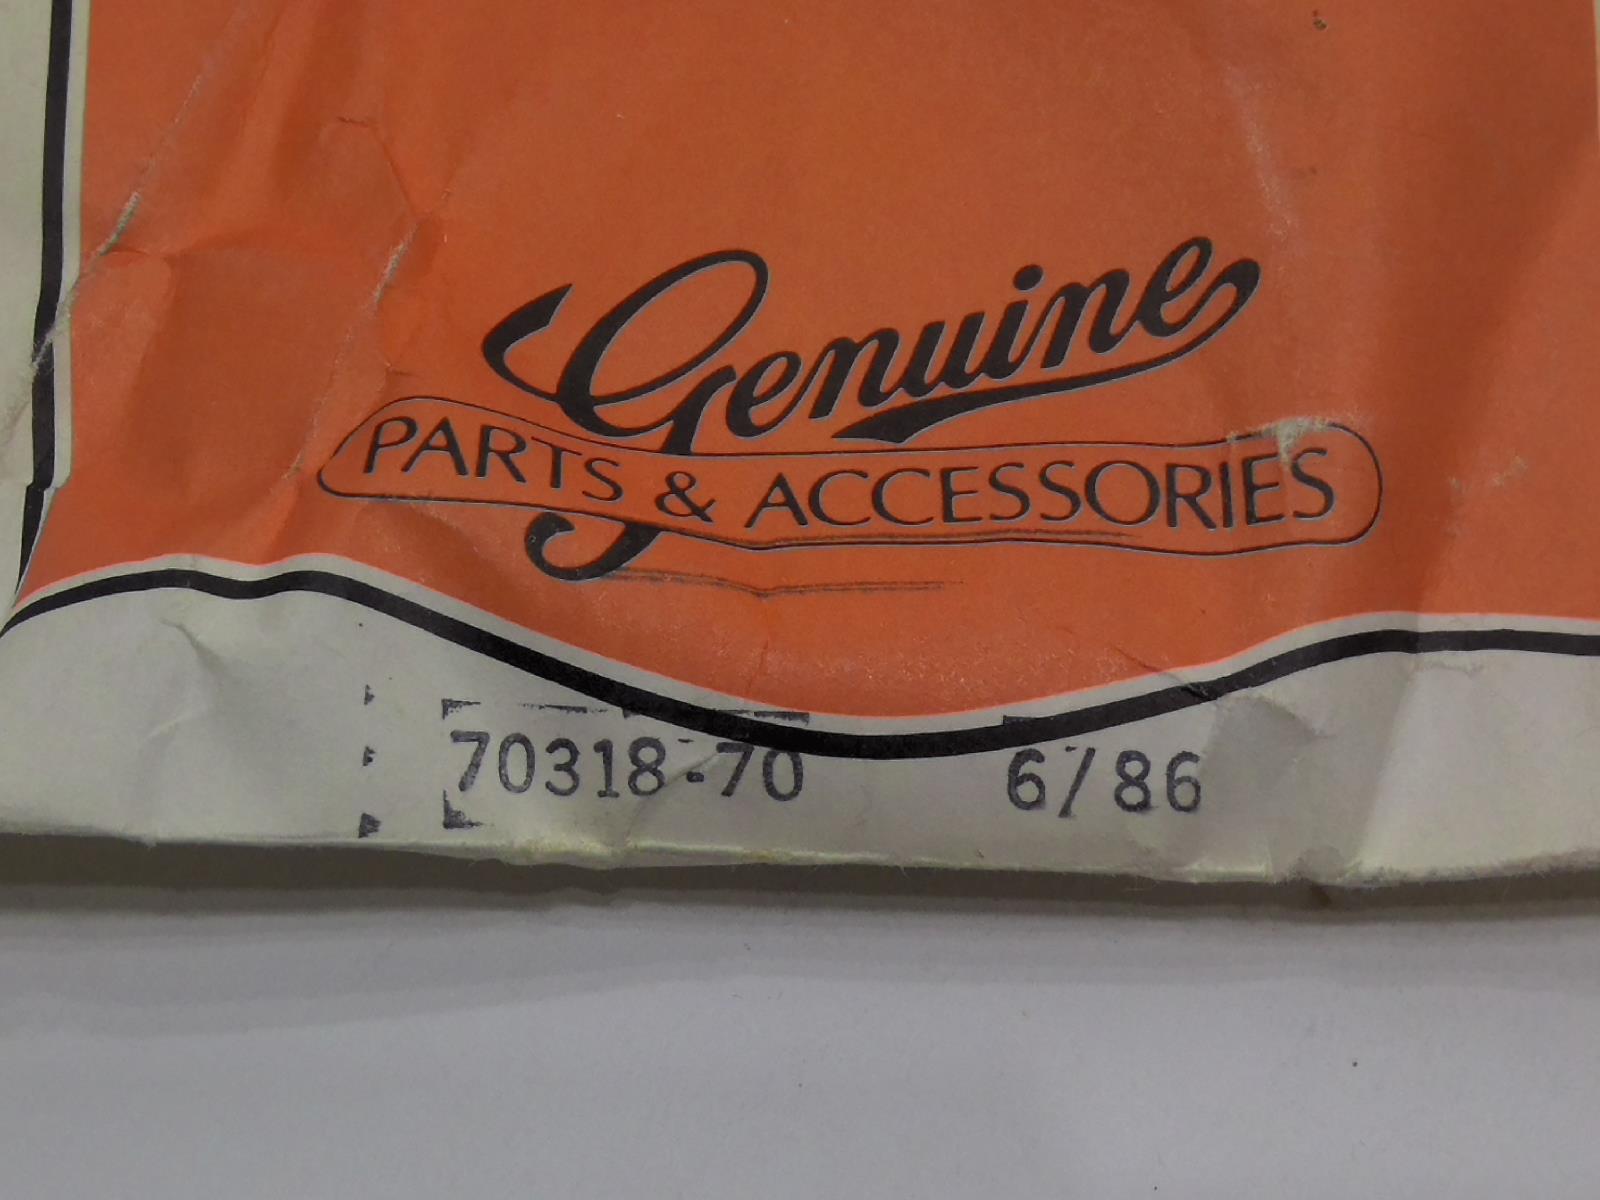 Genuine
PARTS & ACCESSORIES
70318-70 6/86